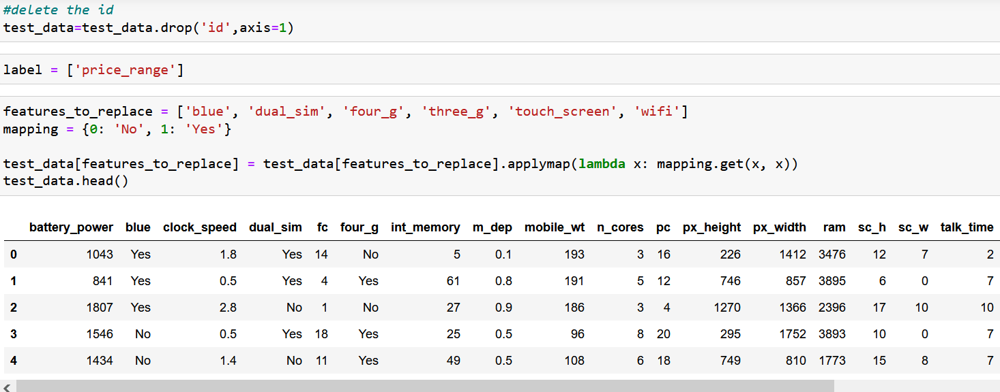 #delete the id
test_data=test_data.drop('id',axis=1)
label = ['price_range']
features_to_replace = ['blue', 'dual_sim', 'four_g', 'three_g', 'touch_screen', 'wifi']
mapping = {0: 'No', 1: 'Yes'}
test_data[features_to_replace] = test_data[features_to_replace].applymap(lambda x: mapping.get(x, x))
test_data.head()
battery_power blue clock_speed dual_sim fc four_g int_memory m_dep mobile_wt n_cores pc px_height px_width ram sc_h sc_w talk_time
0 1043 Yes 1.8 Yes 14 No 5 0.1 193 3 16 226 1412 3476 12 7 2
1 841 Yes 0.5 Yes 4 Yes 61 0.8 191 5 12 746 857 3895 6 0 7
2 1807 Yes 2.8 No 1 No 27 0.9 186 3 4 1270 1366 2396 17 10 10
3 1546 No 0.5 Yes 18 Yes 25 0.5 96 8 20 295 1752 3893 10 0 7
4 1434 No 1.4 No 11 Yes 49 0.5 108 6 18 749 810 1773 15 8 7